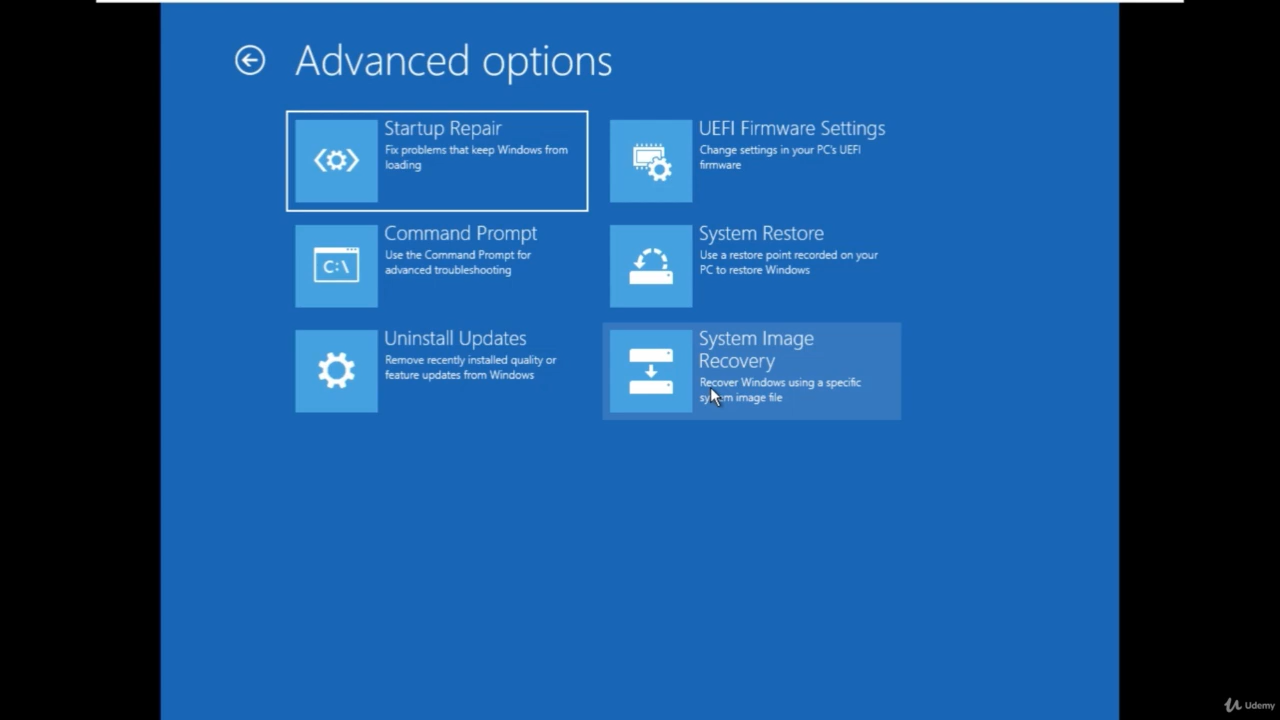 Advanced options
Startup Repair
Fix problems that keep Windows from
loading
UEFI Firmware Settings
Change settings in your PC's UEFI
firmware
C:\
Command Prompt
Use the Command Prompt for
advanced troubleshooting
System Restore
Use a restore point recorded on your
PC to restore Windows
Uninstall Updates
Remove recently installed quality or
feature updates from Windows
System Image
Recovery
Recover Windows using a specific
system image file
Udemy